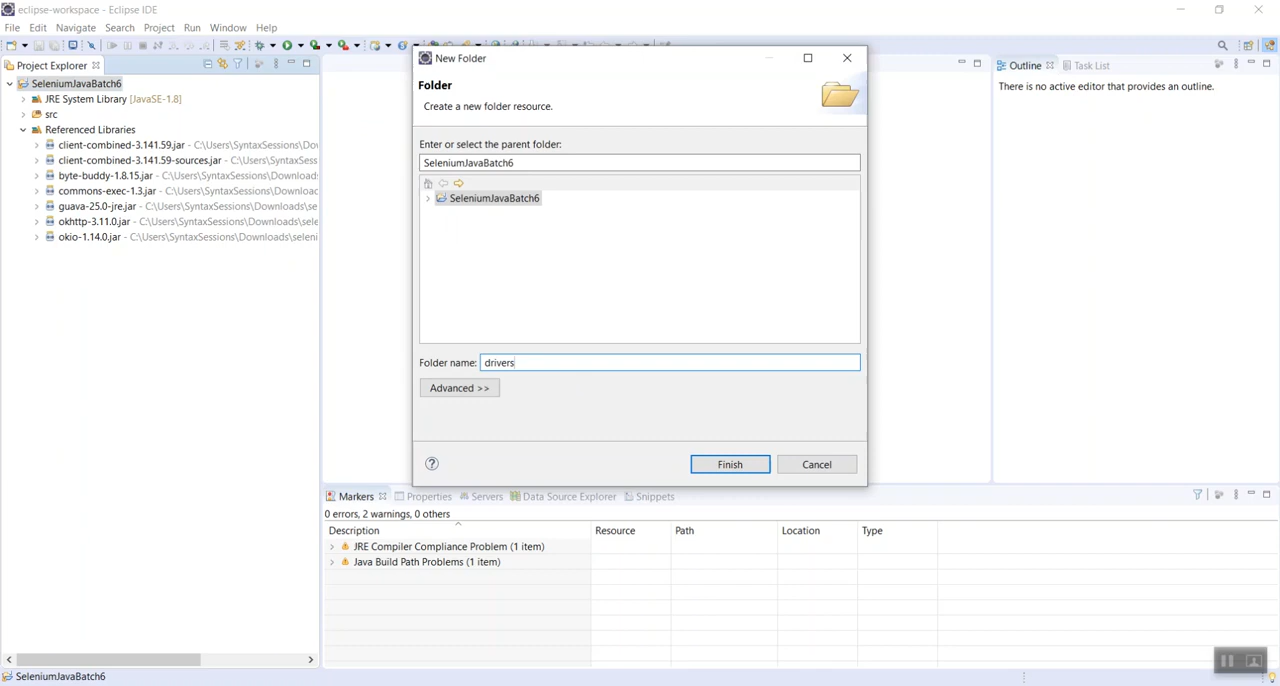 eclipse-workspace - Eclipse IDE
File Edit Navigate Search Project Run Window Help
Project Explorer
SeleniumJavaBatch6
JRE System Library [JavaSE-1.8]
src
Referenced Libraries
client-combined-3.141.59.jar - C:\Users\SyntaxSessions\Dov
client-combined-3.141.59-sources.jar - C:\Users\SyntaxSess
byte-buddy-1.8.15.jar - C:\Users\SyntaxSessions\Downloads
commons-exec-1.3.jar - C:\Users\SyntaxSessions\Download
guava-25.0-jre.jar - C:\Users\SyntaxSessions\Downloads\se
okhttp-3.11.0.jar - C:\Users\SyntaxSessions\Downloads\sele
okio-1.14.0.jar - C:\Users\SyntaxSessions\Downloads\seleni
New Folder
Folder
Create a new folder resource.
Enter or select the parent folder:
SeleniumJavaBatch6
SeleniumJavaBatch6
Folder name: drivers
Advanced >>
?
Finish Cancel
Outline Task List
There is no active editor that provides an outline.
Markers Properties Servers Data Source Explorer Snippets
0 errors, 2 warnings, 0 others
Description Resource Path Location Type
JRE Compiler Compliance Problem (1 item)
Java Build Path Problems (1 item)
SeleniumJavaBatch6